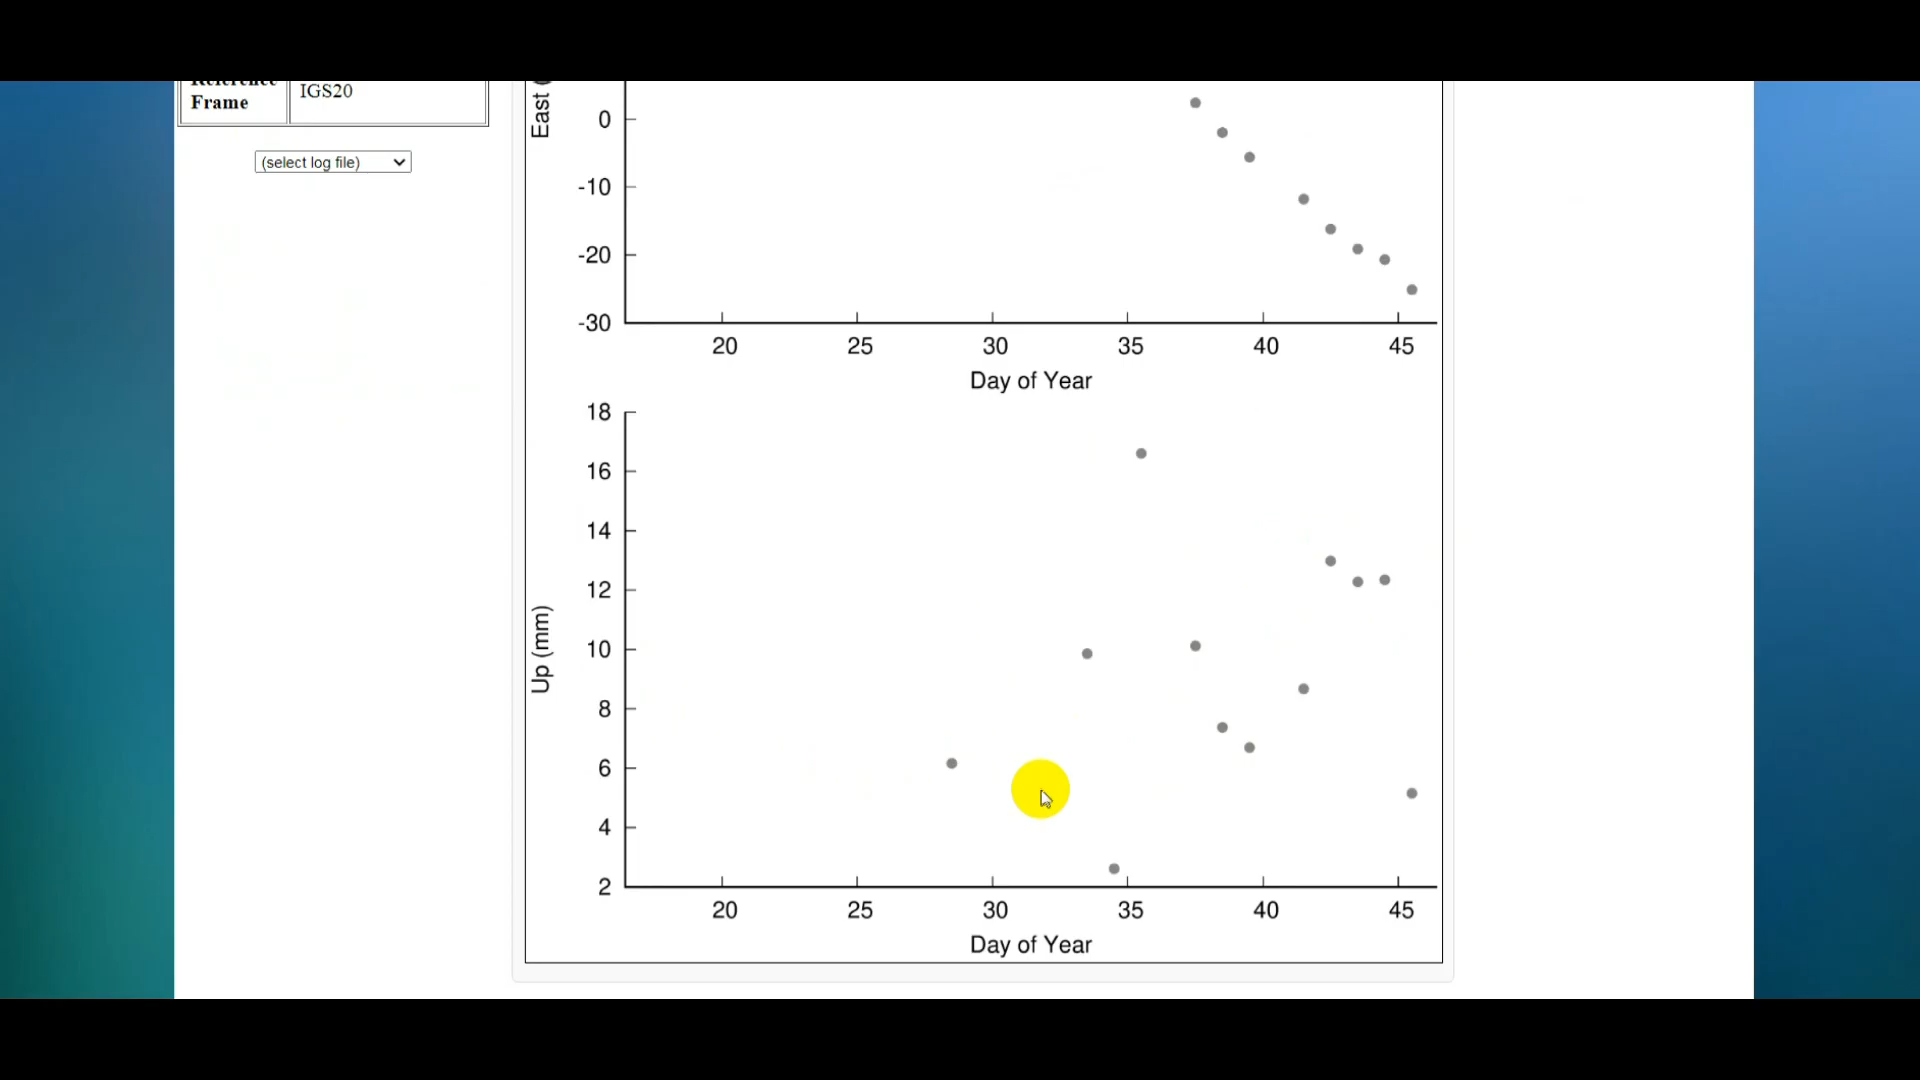 Reference
Frame
IGS20
(select log file)
East
0
-10
-20
-30
20 25 30 35 40 45
Day of Year
18
16
14
12
10
8
6
4
2
Up (mm)
20 25 30 35 40 45
Day of Year